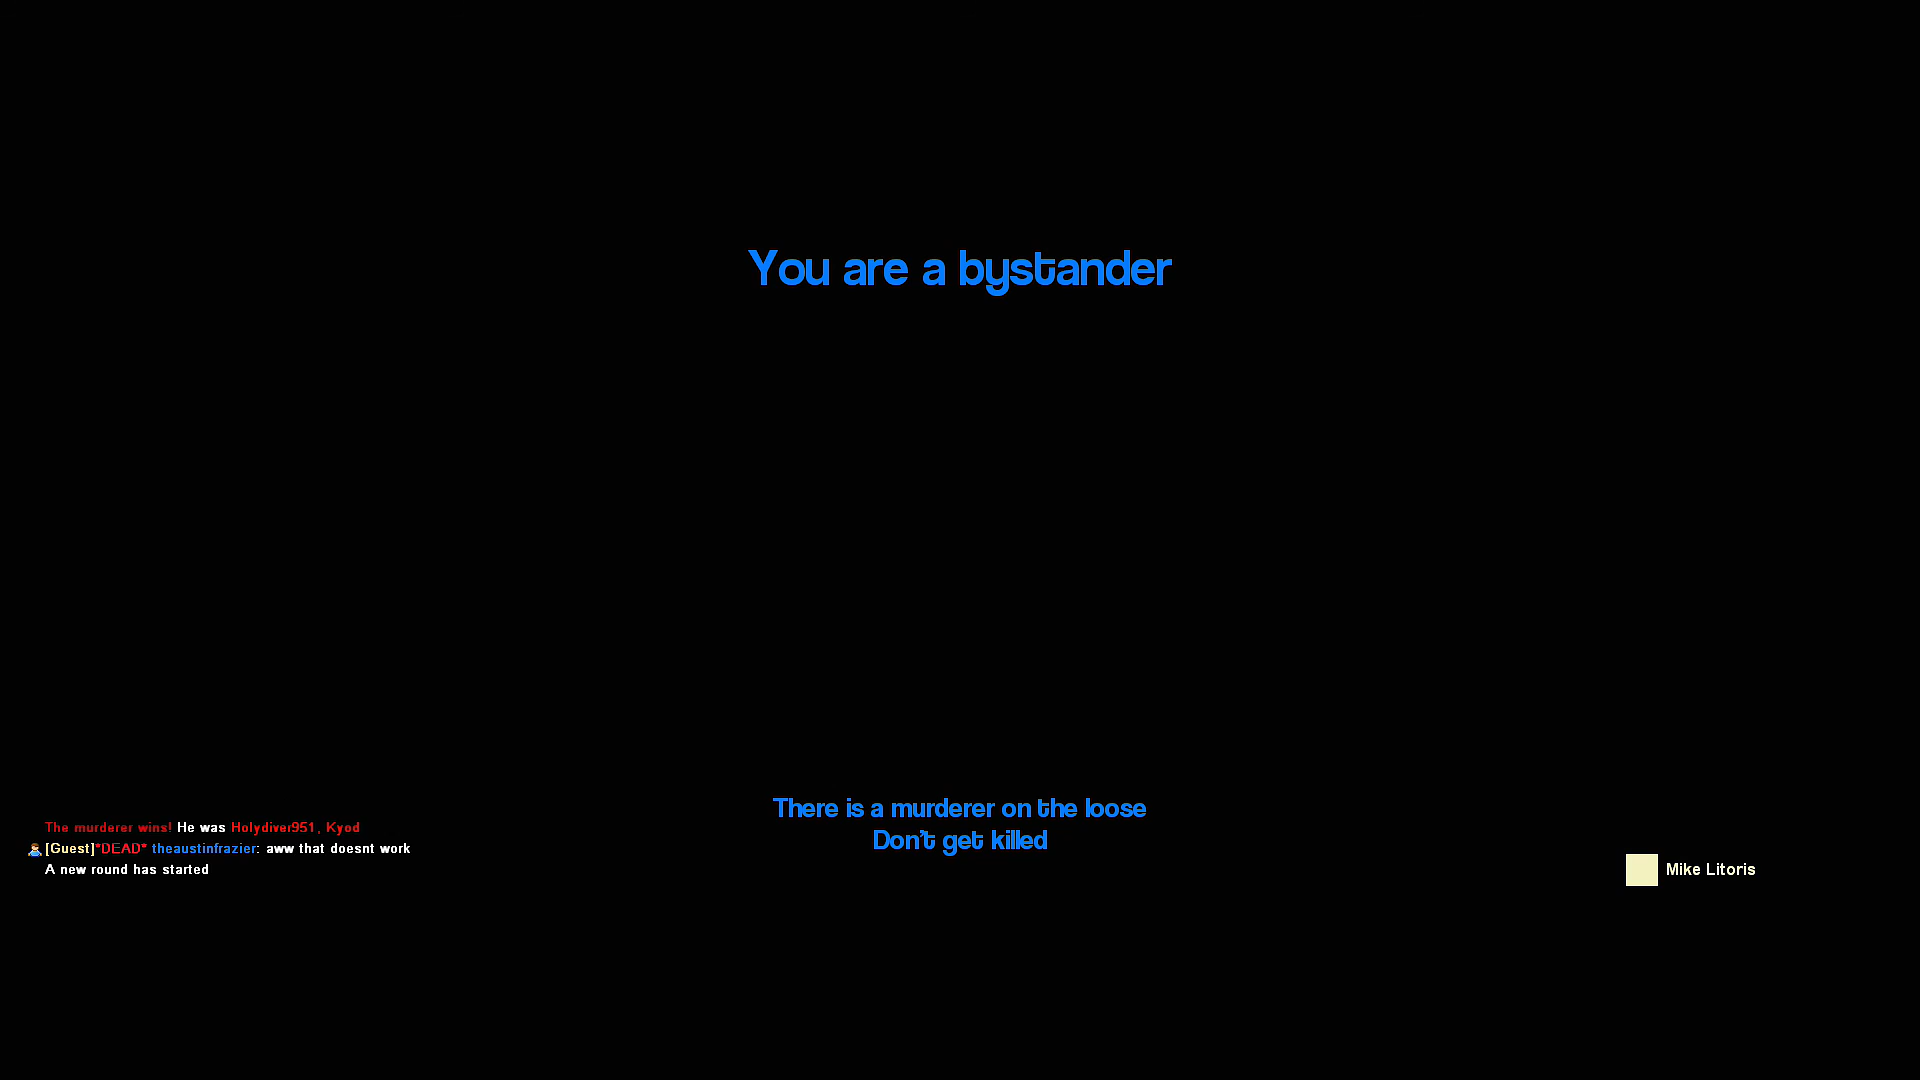 You are a bystander
There is a murderer on the loose
Don't get killed
The murderer wins! He was Holydiver951, Kyod
[Guest]*DEAD* theaustinfrazier: aww that doesnt work
A new round has started
Mike Litoris